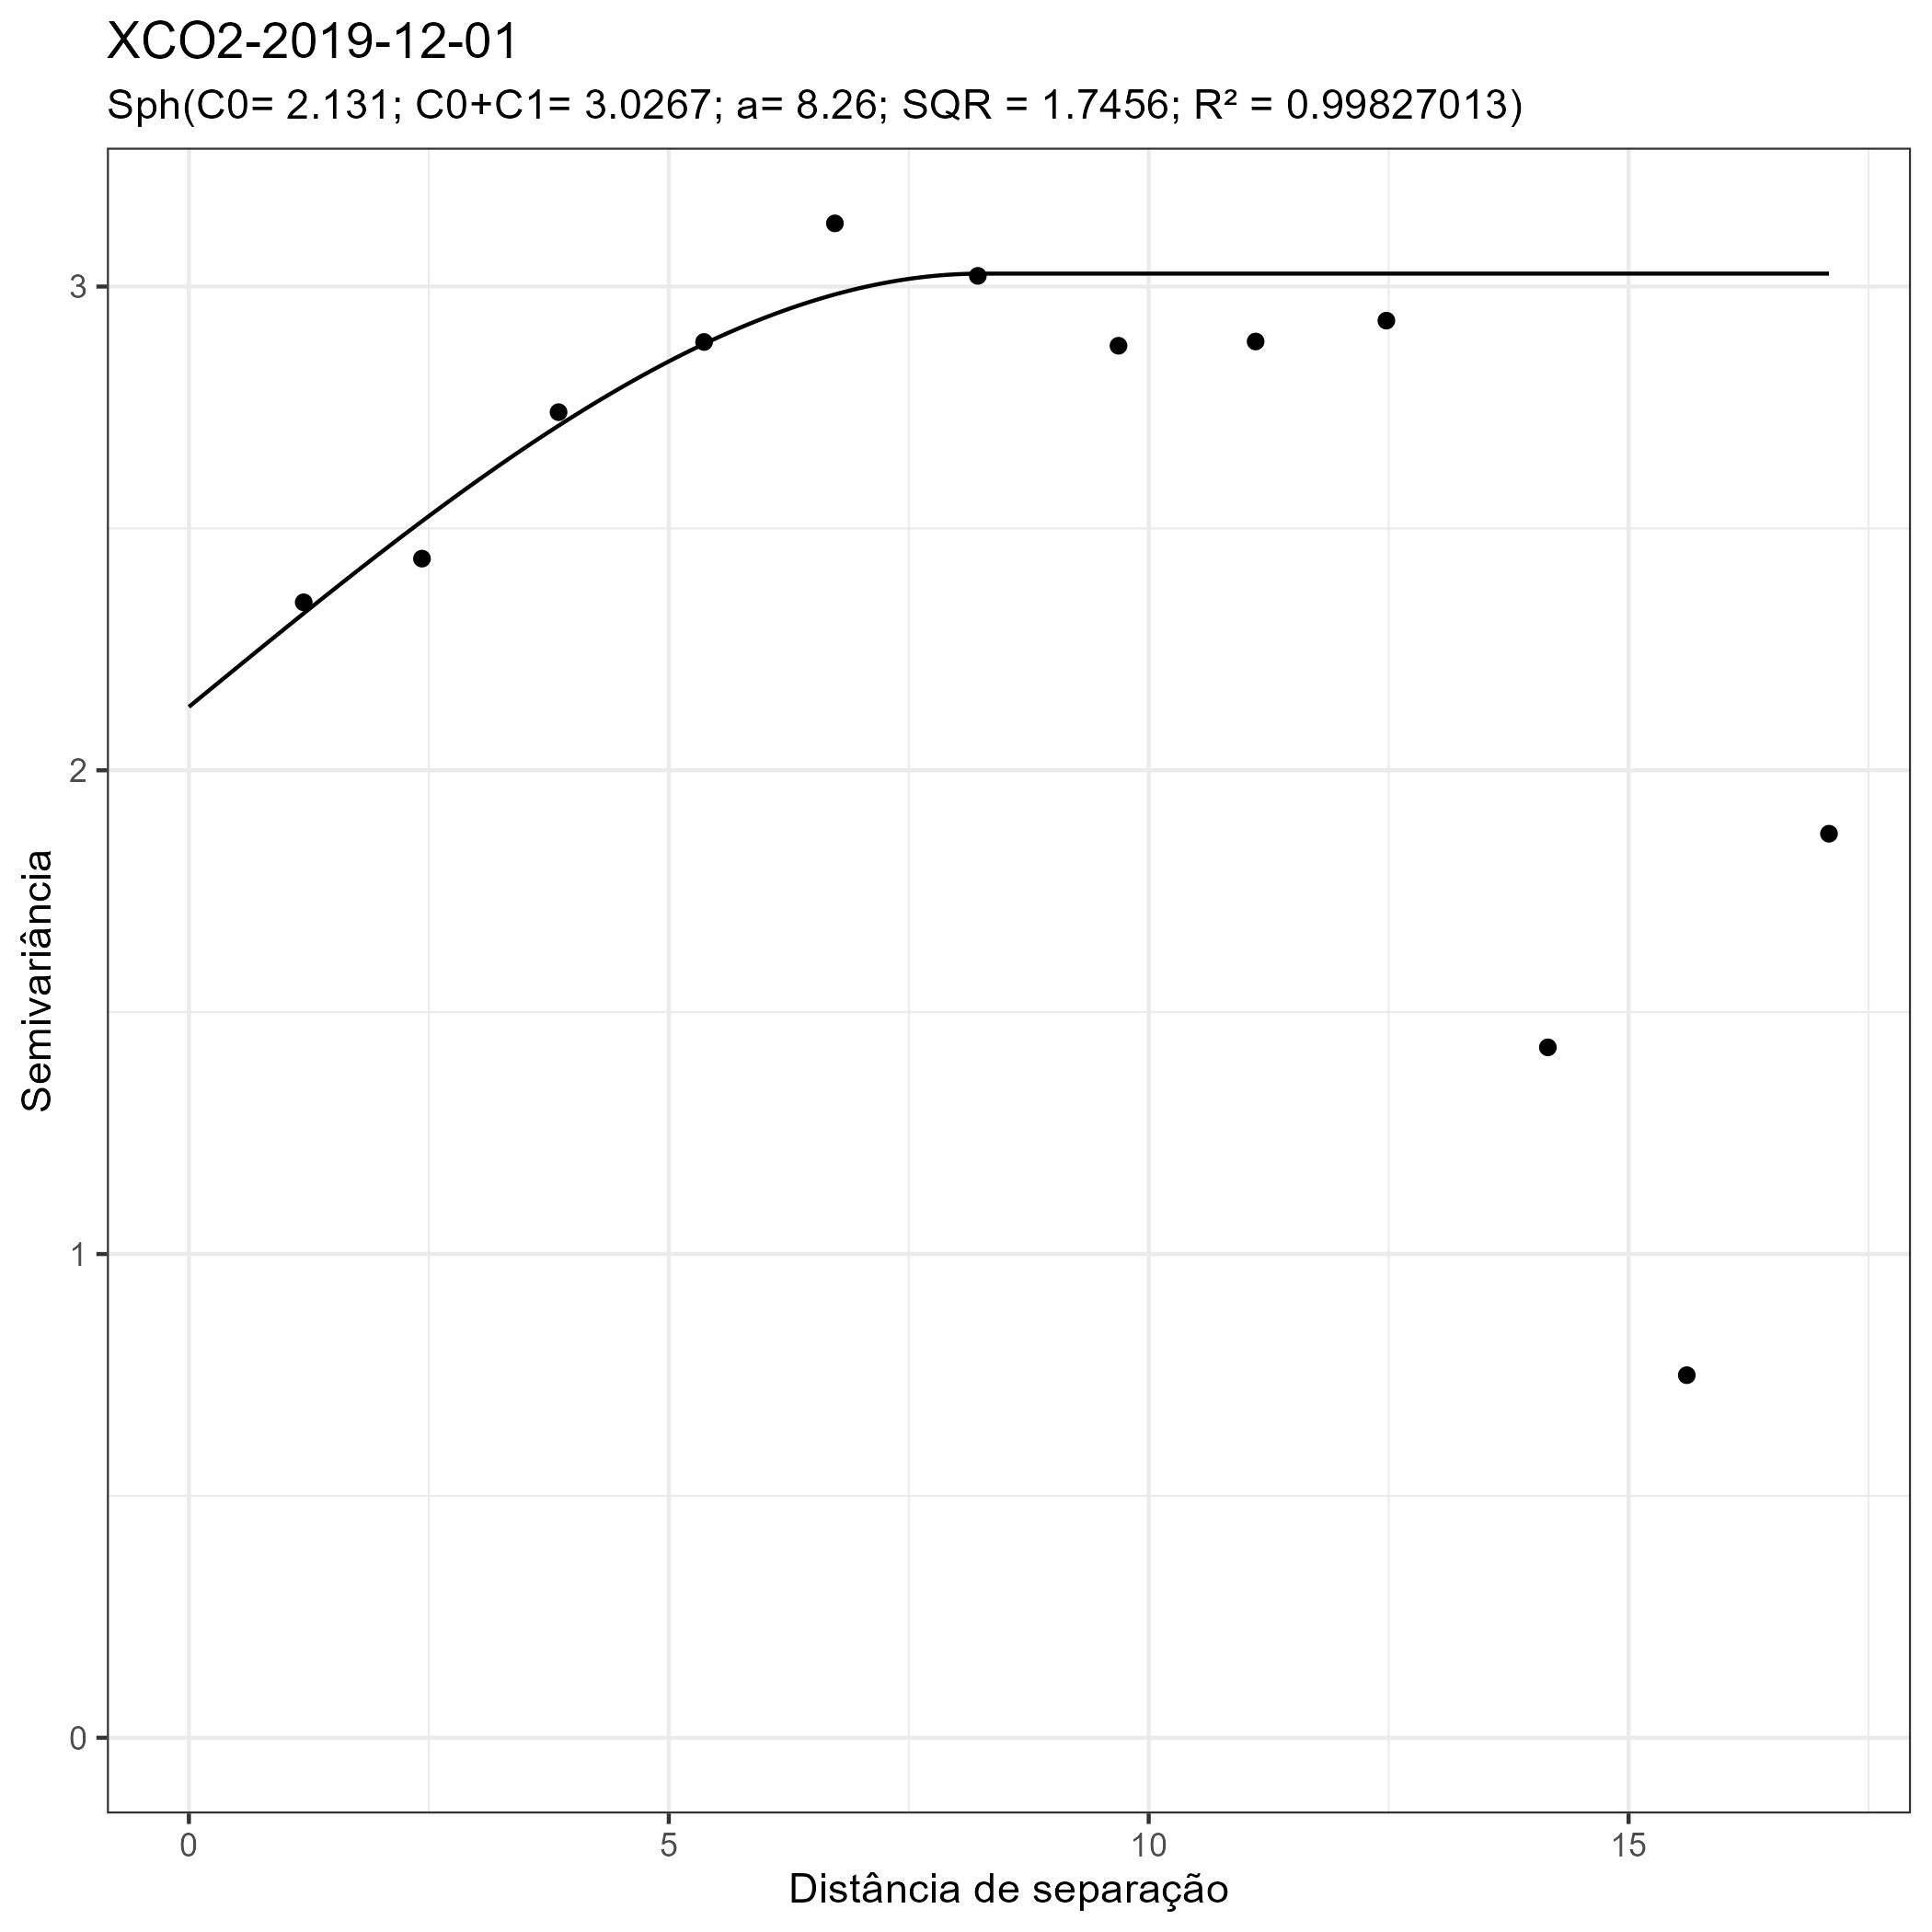 XCO2-2019-12-01
Sph(C0= 2.131; C0+C1= 3.0267; a= 8.26; SQR = 1.7456; R² = 0.99827013)
3
2
1
0
Semivariância
0 5 10 15
Distância de separação